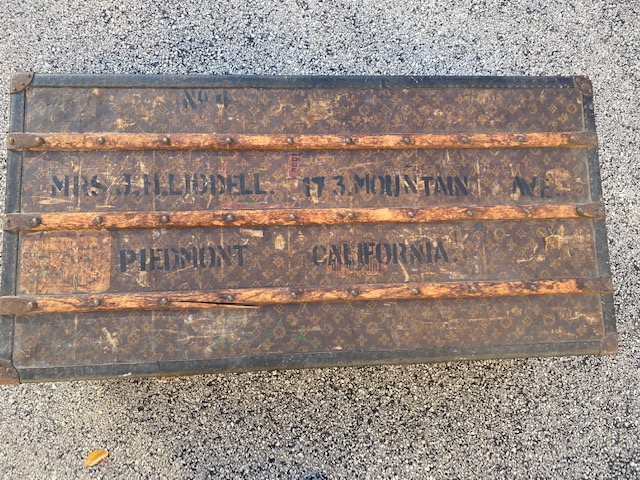 No 4
MRS. J. H. LIDDELL. 173. MOUNTAIN AVE.
PIEDMONT CALIFORNIA.